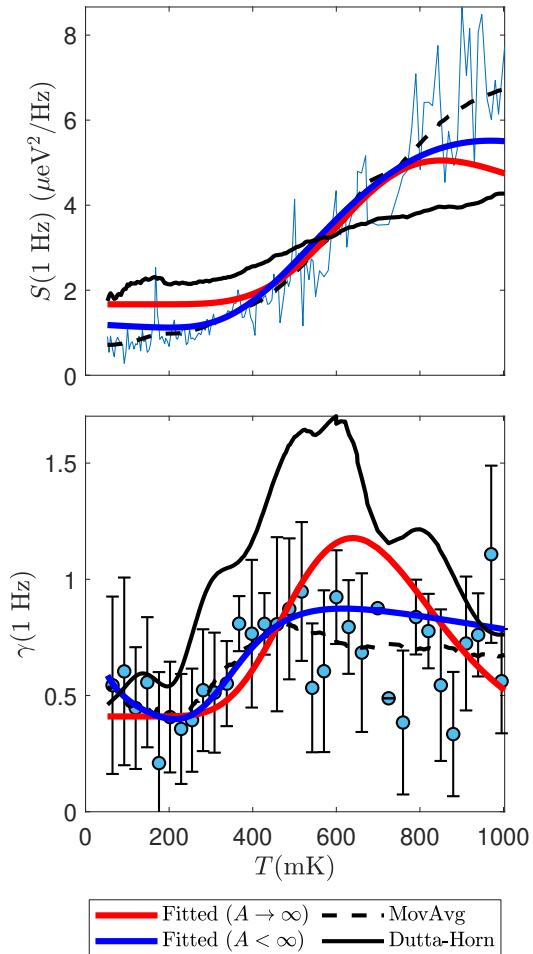 8
6
4
2
0
S(1 Hz) (μeV²/Hz)
1.5
1
0.5
0
γ(1 Hz)
0 200 400 600 800 1000
T(mK)
Fitted (A → ∞) MovAvg
Fitted (A < ∞) Dutta-Horn